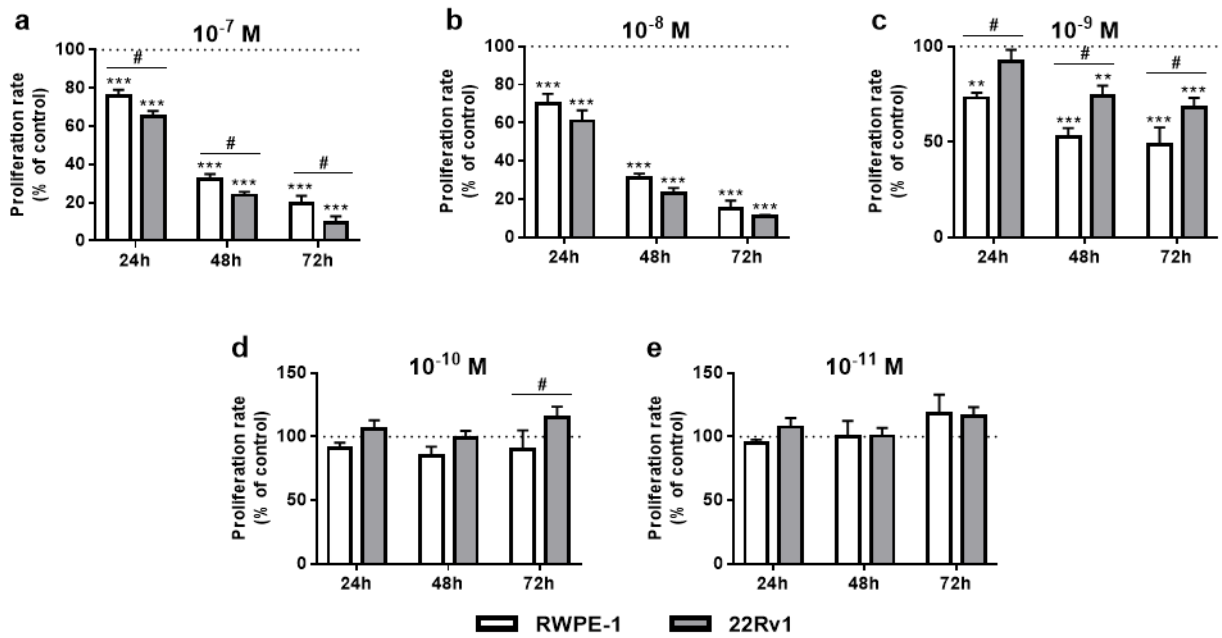 a
10⁻⁷ M
Proliferation rate
(% of control)
100
80
60
40
20
0
#
***
***
#
***
***
#
***
***
24h 48h 72h
b
10⁻⁸ M
Proliferation rate
(% of control)
100
80
60
40
20
0
***
***
***
***
***
***
24h 48h 72h
c
10⁻⁹ M
Proliferation rate
(% of control)
100
50
0
#
**
#
***
**
#
***
***
24h 48h 72h
d
10⁻¹⁰ M
Proliferation rate
(% of control)
150
100
50
0
#
24h 48h 72h
e
10⁻¹¹ M
Proliferation rate
(% of control)
150
100
50
0
24h 48h 72h
RWPE-1 22Rv1